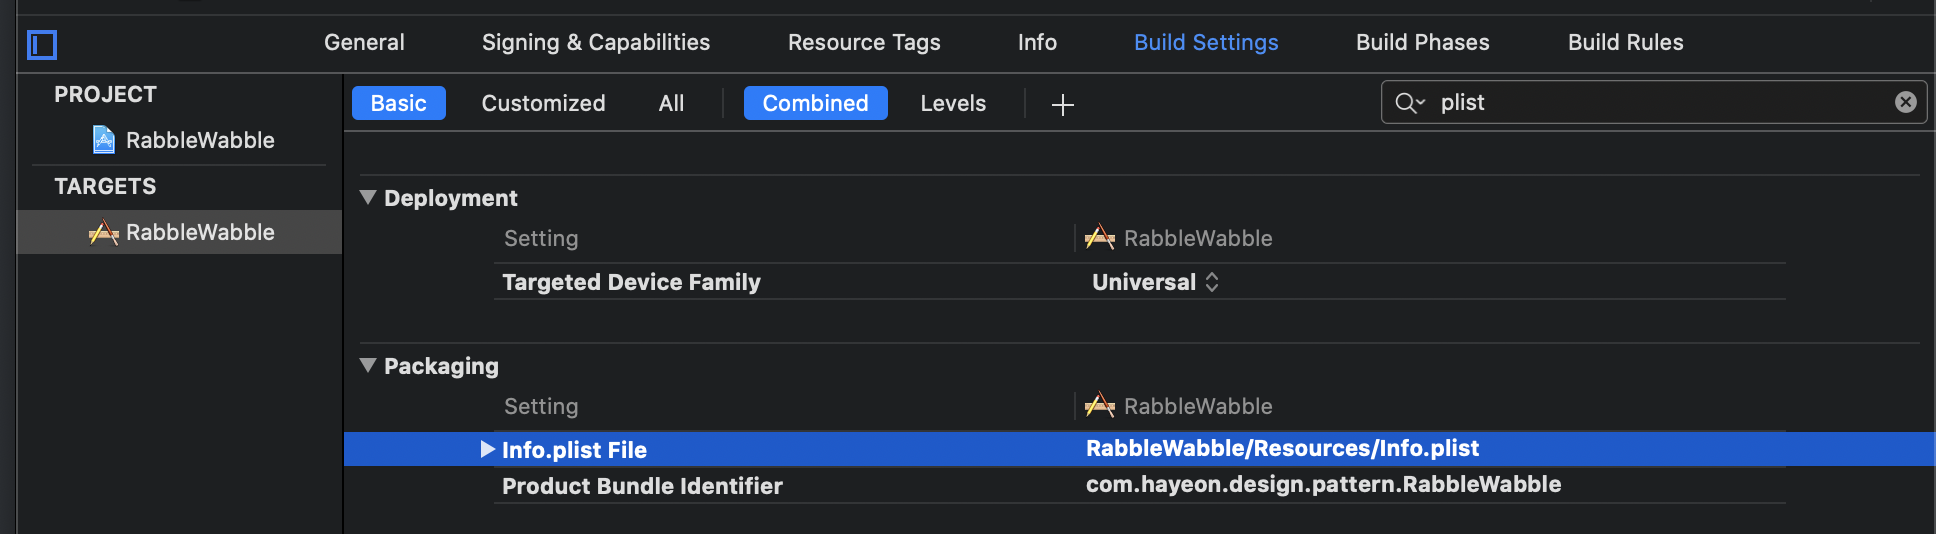 General Signing & Capabilities Resource Tags Info Build Settings Build Phases Build Rules
PROJECT
RabbleWabble
TARGETS
RabbleWabble
Basic Customized All Combined Levels + plist
Deployment
Setting RabbleWabble
Targeted Device Family Universal
Packaging
Setting RabbleWabble
Info.plist File RabbleWabble/Resources/Info.plist
Product Bundle Identifier com.hayeon.design.pattern.RabbleWabble